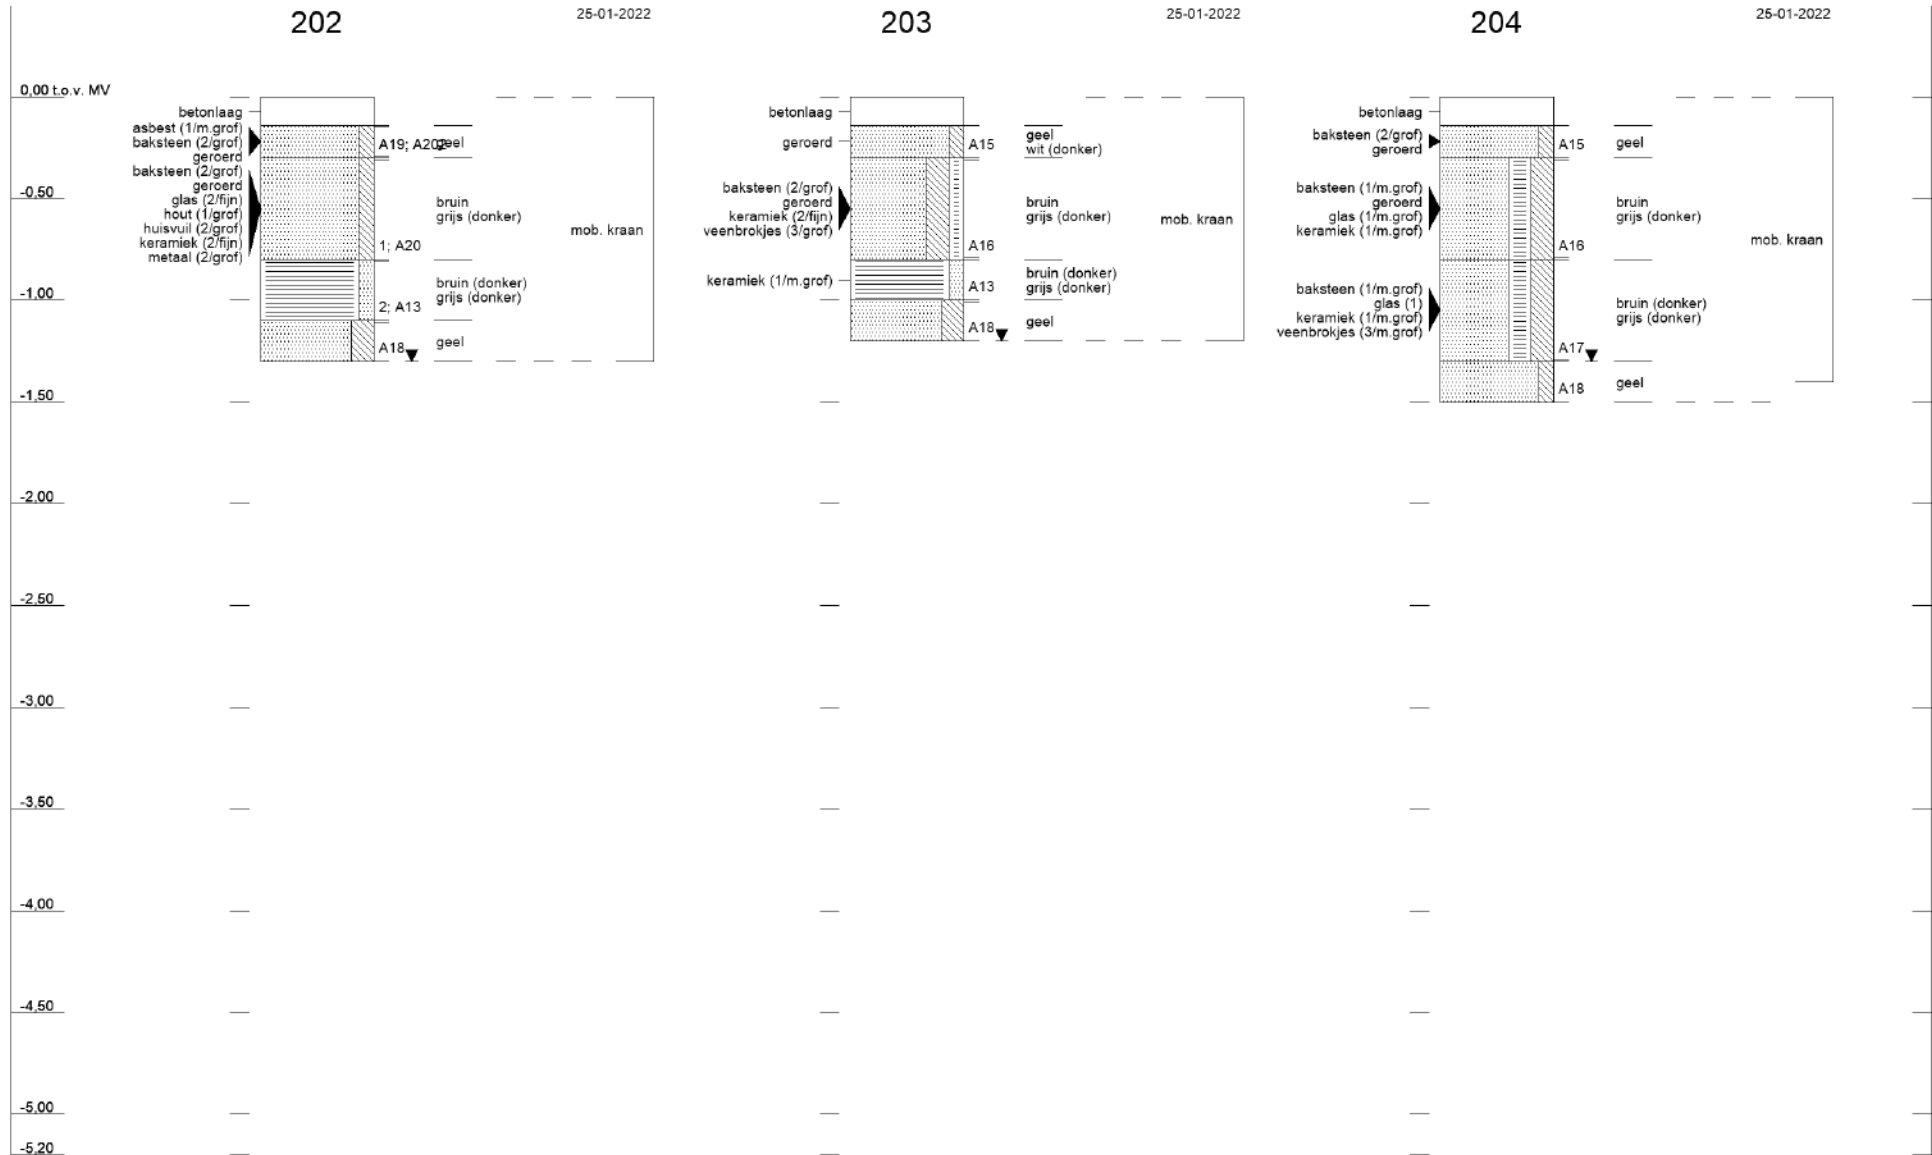 202
25-01-2022
203
25-01-2022
204
25-01-2022
0,00 t.o.v. MV
-0,50
-1,00
-1,50
-2,00
-2,50
-3,00
-3,50
-4,00
-4,50
-5,00
-5,20
betonlaag
asbest (1/m.grof)
baksteen (2/grof)
geroerd
baksteen (2/grof)
geroerd
glas (2/fijn)
hout (1/grof)
huisvuil (2/grof)
keramiek (2/fijn)
metaal (2/grof)
A19; A202
geel
1; A20
bruin
grijs (donker)
2; A13
bruin (donker)
grijs (donker)
A18
geel
mob. kraan
betonlaag
geroerd
baksteen (2/grof)
geroerd
keramiek (2/fijn)
veenbrokjes (3/grof)
keramiek (1/m.grof)
A15
geel
wit (donker)
A16
bruin
grijs (donker)
A13
bruin (donker)
grijs (donker)
A18
geel
mob. kraan
betonlaag
baksteen (2/grof)
geroerd
baksteen (1/m.grof)
geroerd
glas (1/m.grof)
keramiek (1/m.grof)
baksteen (1/m.grof)
glas (1)
keramiek (1/m.grof)
veenbrokjes (3/m.grof)
A15
geel
A16
bruin
grijs (donker)
A17
bruin (donker)
grijs (donker)
A18
geel
mob. kraan